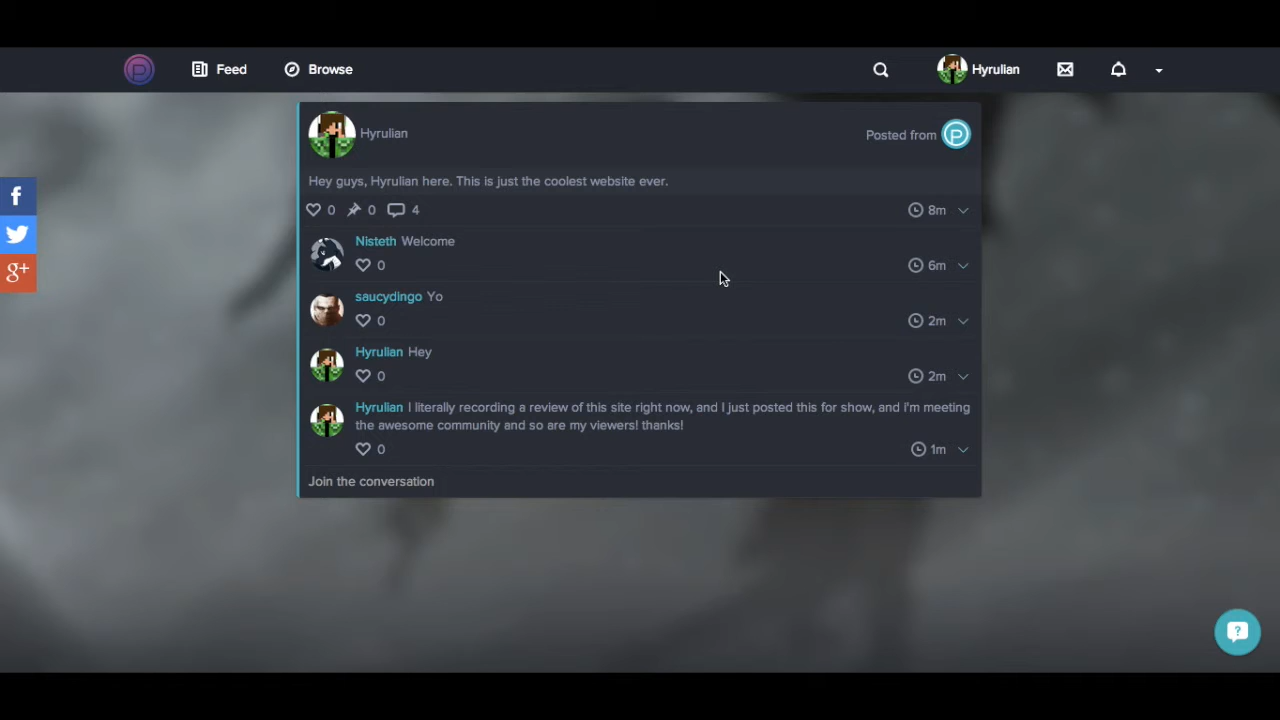 P Feed Browse Hyrulian
Hyrulian Posted from P
Hey guys, Hyrulian here. This is just the coolest website ever.
0 0 4 8m
Nisteth Welcome
0 6m
saucydingo Yo
0 2m
Hyrulian Hey
0 2m
Hyrulian I literally recording a review of this site right now, and I just posted this for show, and i'm meeting
the awesome community and so are my viewers! thanks!
0 1m
Join the conversation
f
g+
?